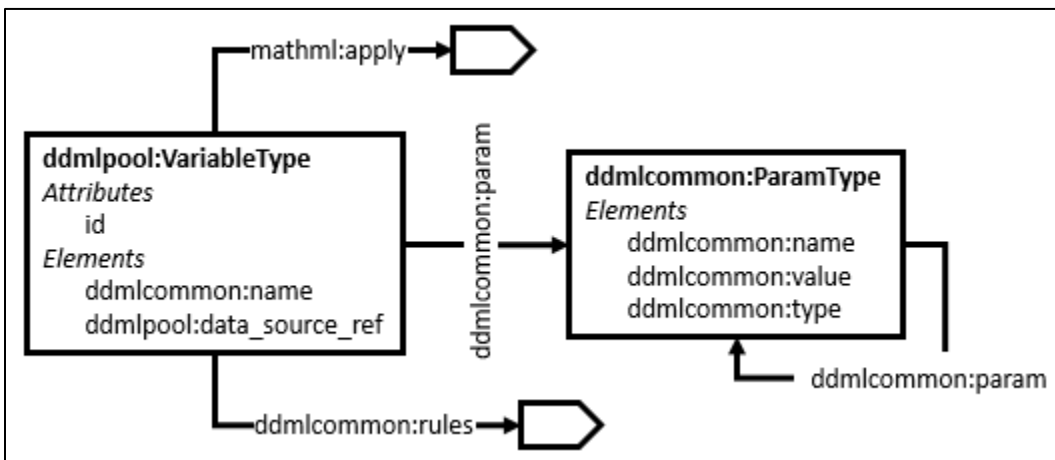 mathml:apply
ddmlpool:VariableType
Attributes
id
Elements
ddmlcommon:name
ddmlpool:data_source_ref
ddmlcommon:param
ddmlcommon:ParamType
Elements
ddmlcommon:name
ddmlcommon:value
ddmlcommon:type
ddmlcommon:param
ddmlcommon:rules